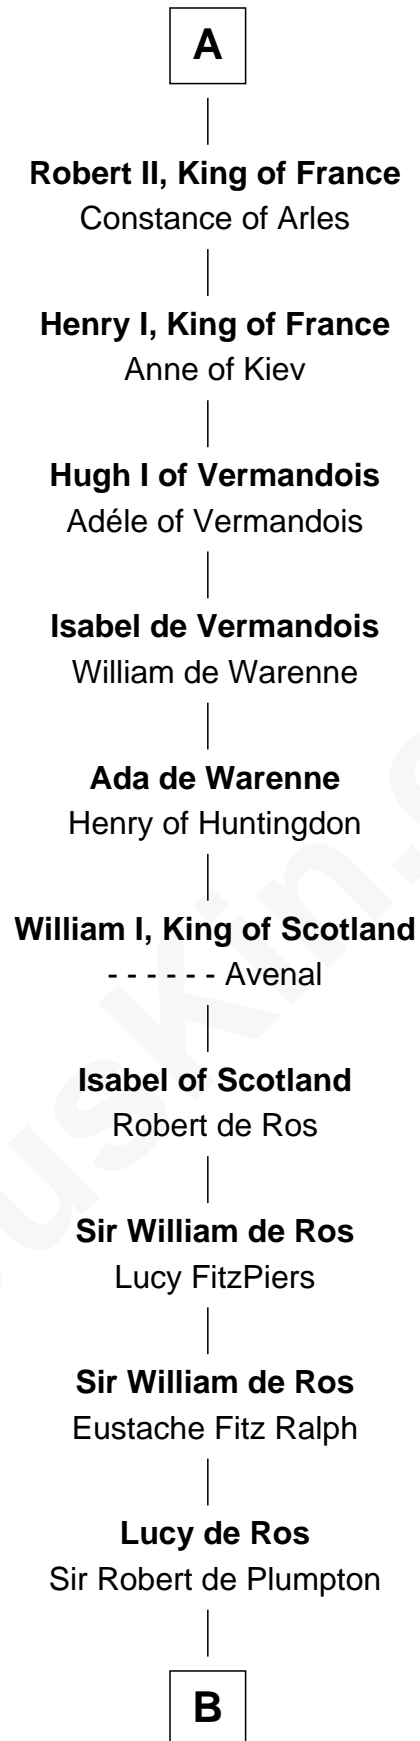 A
Robert II, King of France
Constance of Arles
Henry I, King of France
Anne of Kiev
Hugh I of Vermandois
Adéle of Vermandois
Isabel de Vermandois
William de Warenne
Ada de Warenne
Henry of Huntingdon
William I, King of Scotland
- - - - - - Avenal
Isabel of Scotland
Robert de Ros
Sir William de Ros
Lucy FitzPiers
Sir William de Ros
Eustache Fitz Ralph
Lucy de Ros
Sir Robert de Plumpton
B